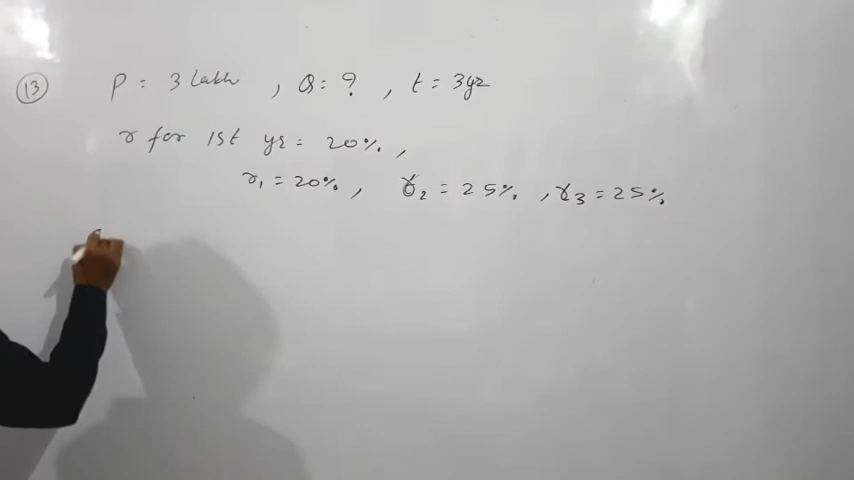 13 P = 3 Lakh , Q = ? , t = 3yr
r for 1st yr = 20%,
r₁ = 20% , r₂ = 25% , r₃ = 25%